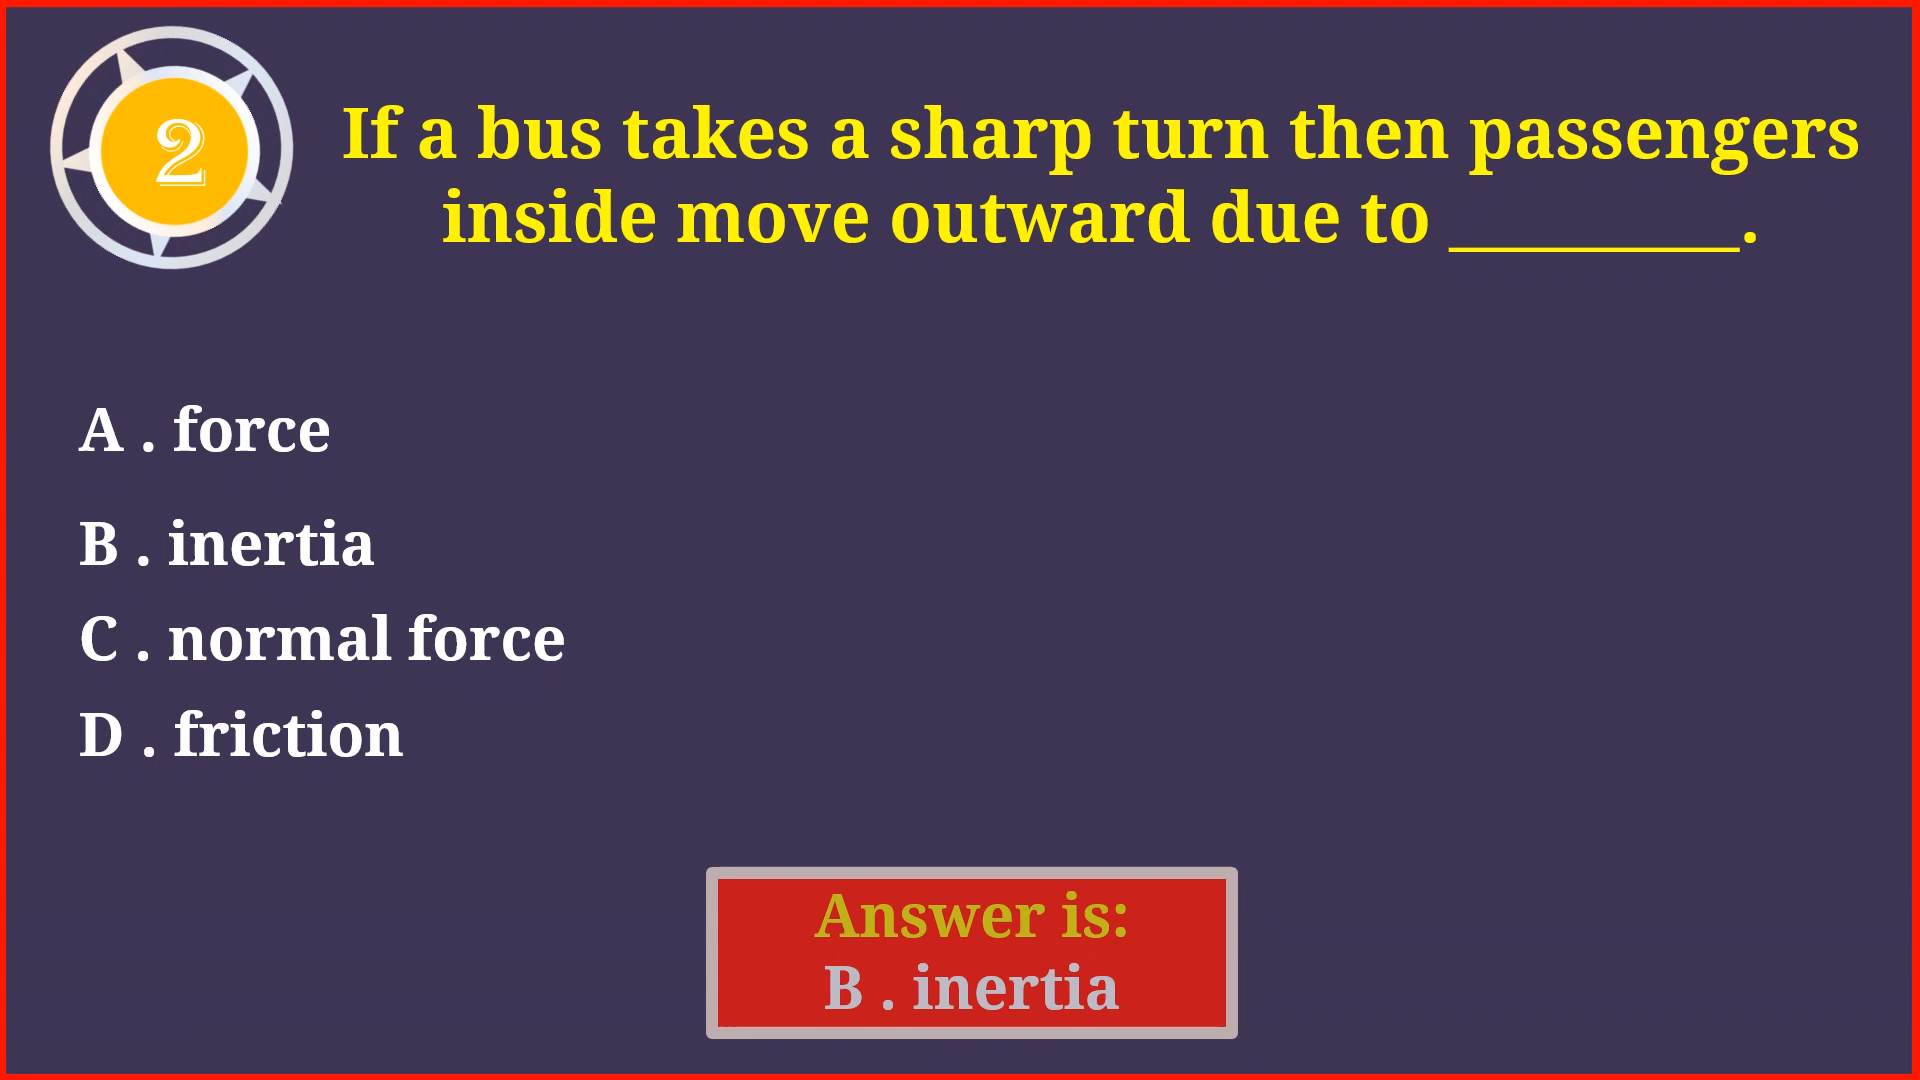 2
If a bus takes a sharp turn then passengers
inside move outward due to __________.
A . force
B . inertia
C . normal force
D . friction
Answer is:
B . inertia